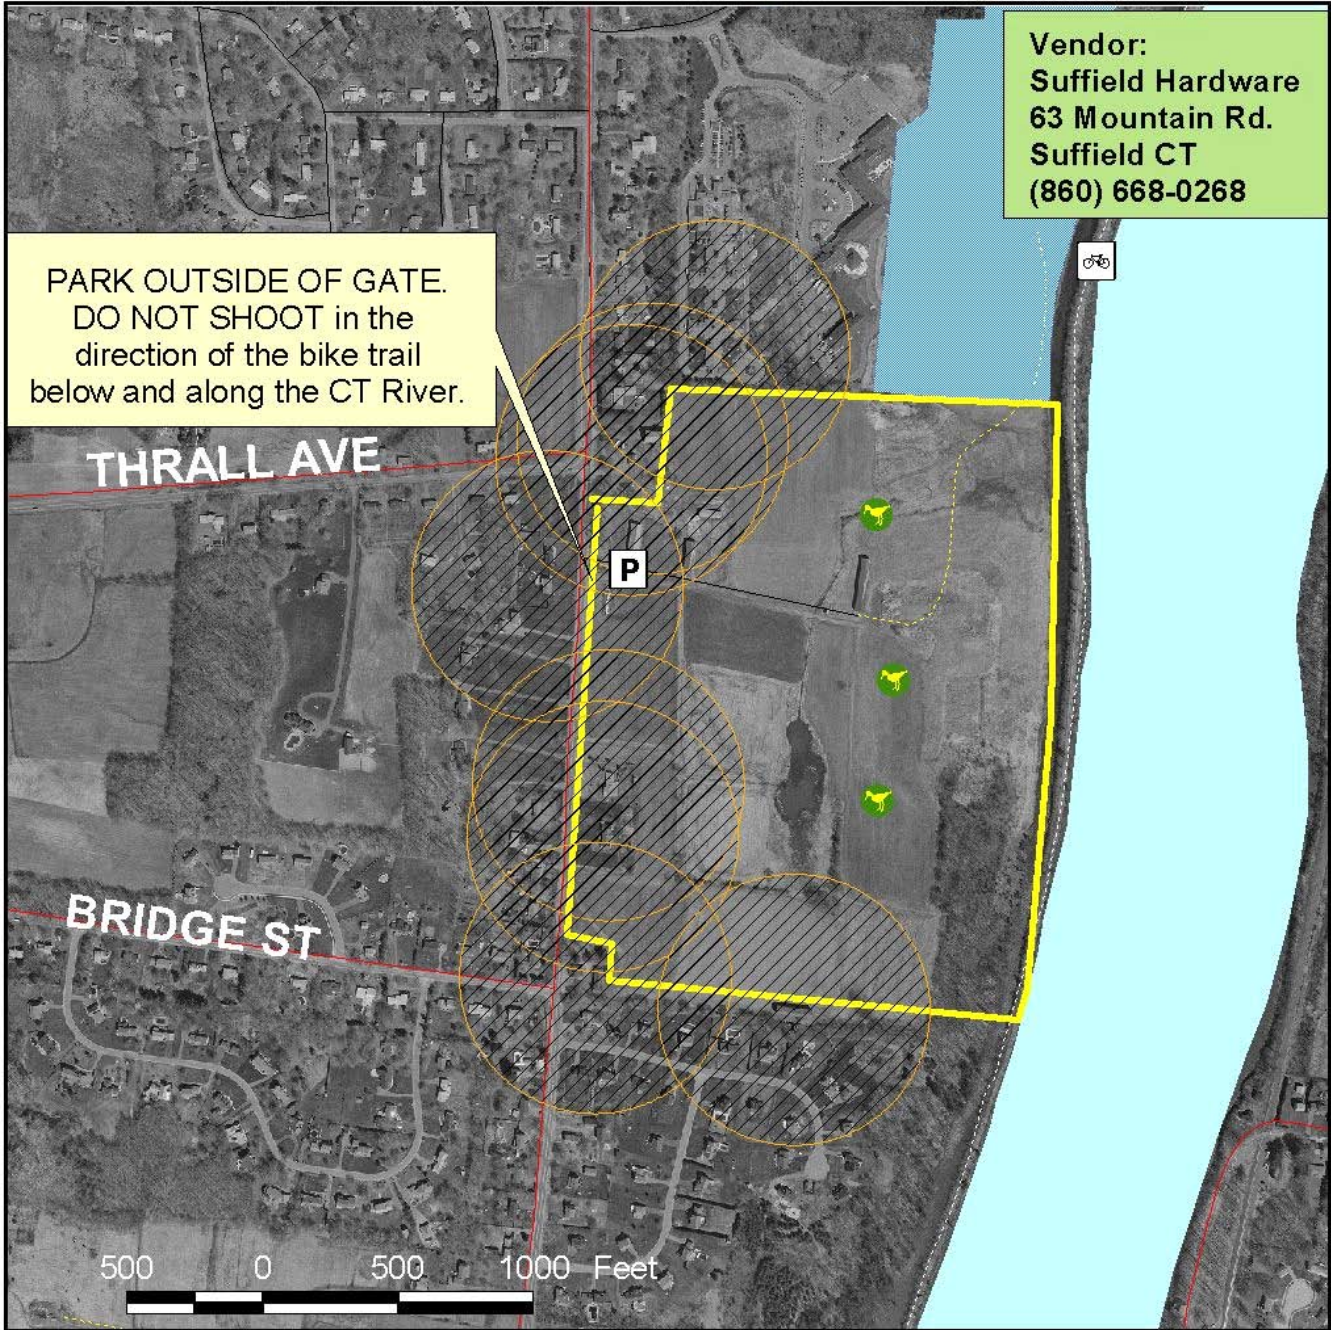 Vendor:
Suffield Hardware
63 Mountain Rd.
Suffield CT
(860) 668-0268
PARK OUTSIDE OF GATE.
DO NOT SHOOT in the
direction of the bike trail
below and along the CT River.
THRALL AVE
P
BRIDGE ST
500 0 500 1000 Feet